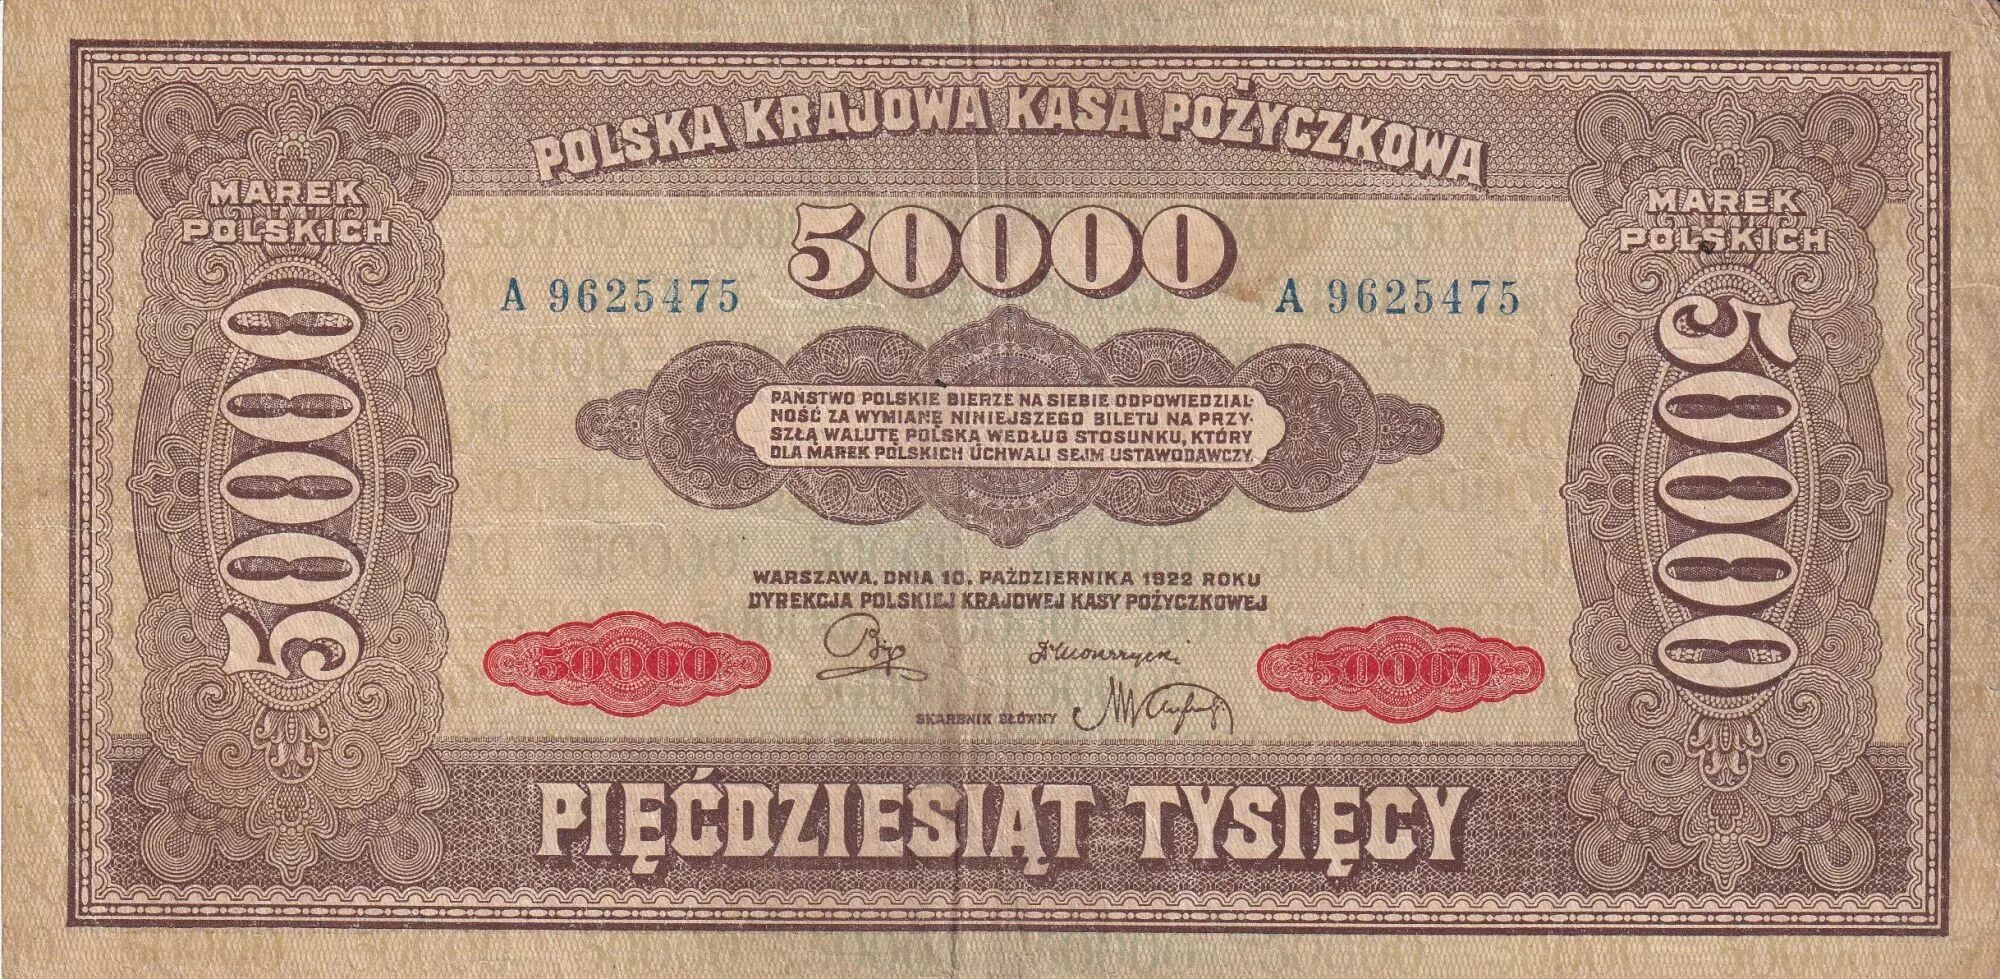 POLSKA KRAJOWA KASA POŻYCZKOWA
MAREK
POLSKICH
50000
MAREK
POLSKICH
50000
A 9625475
A 9625475
50000
PAŃSTWO POLSKIE BIERZE NA SIEBIE ODPOWIEDZIAL-
NOŚĆ ZA WYMIANĘ NINIEJSZEGO BILETU NA PRZY-
SZŁĄ WALUTĘ POLSKĄ WEDŁUG STOSUNKU, KTÓRY
DLA MAREK POLSKICH UCHWALI SEJM USTAWODAWCZY.
WARSZAWA, DNIA 10. PAŹDZIERNIKA 1922 ROKU
DYREKCJA POLSKIEJ KRAJOWEJ KASY POŻYCZKOWEJ
50000
50000
SKARBNIK GŁÓWNY
PIĘĆDZIESIĄT TYSIĘCY